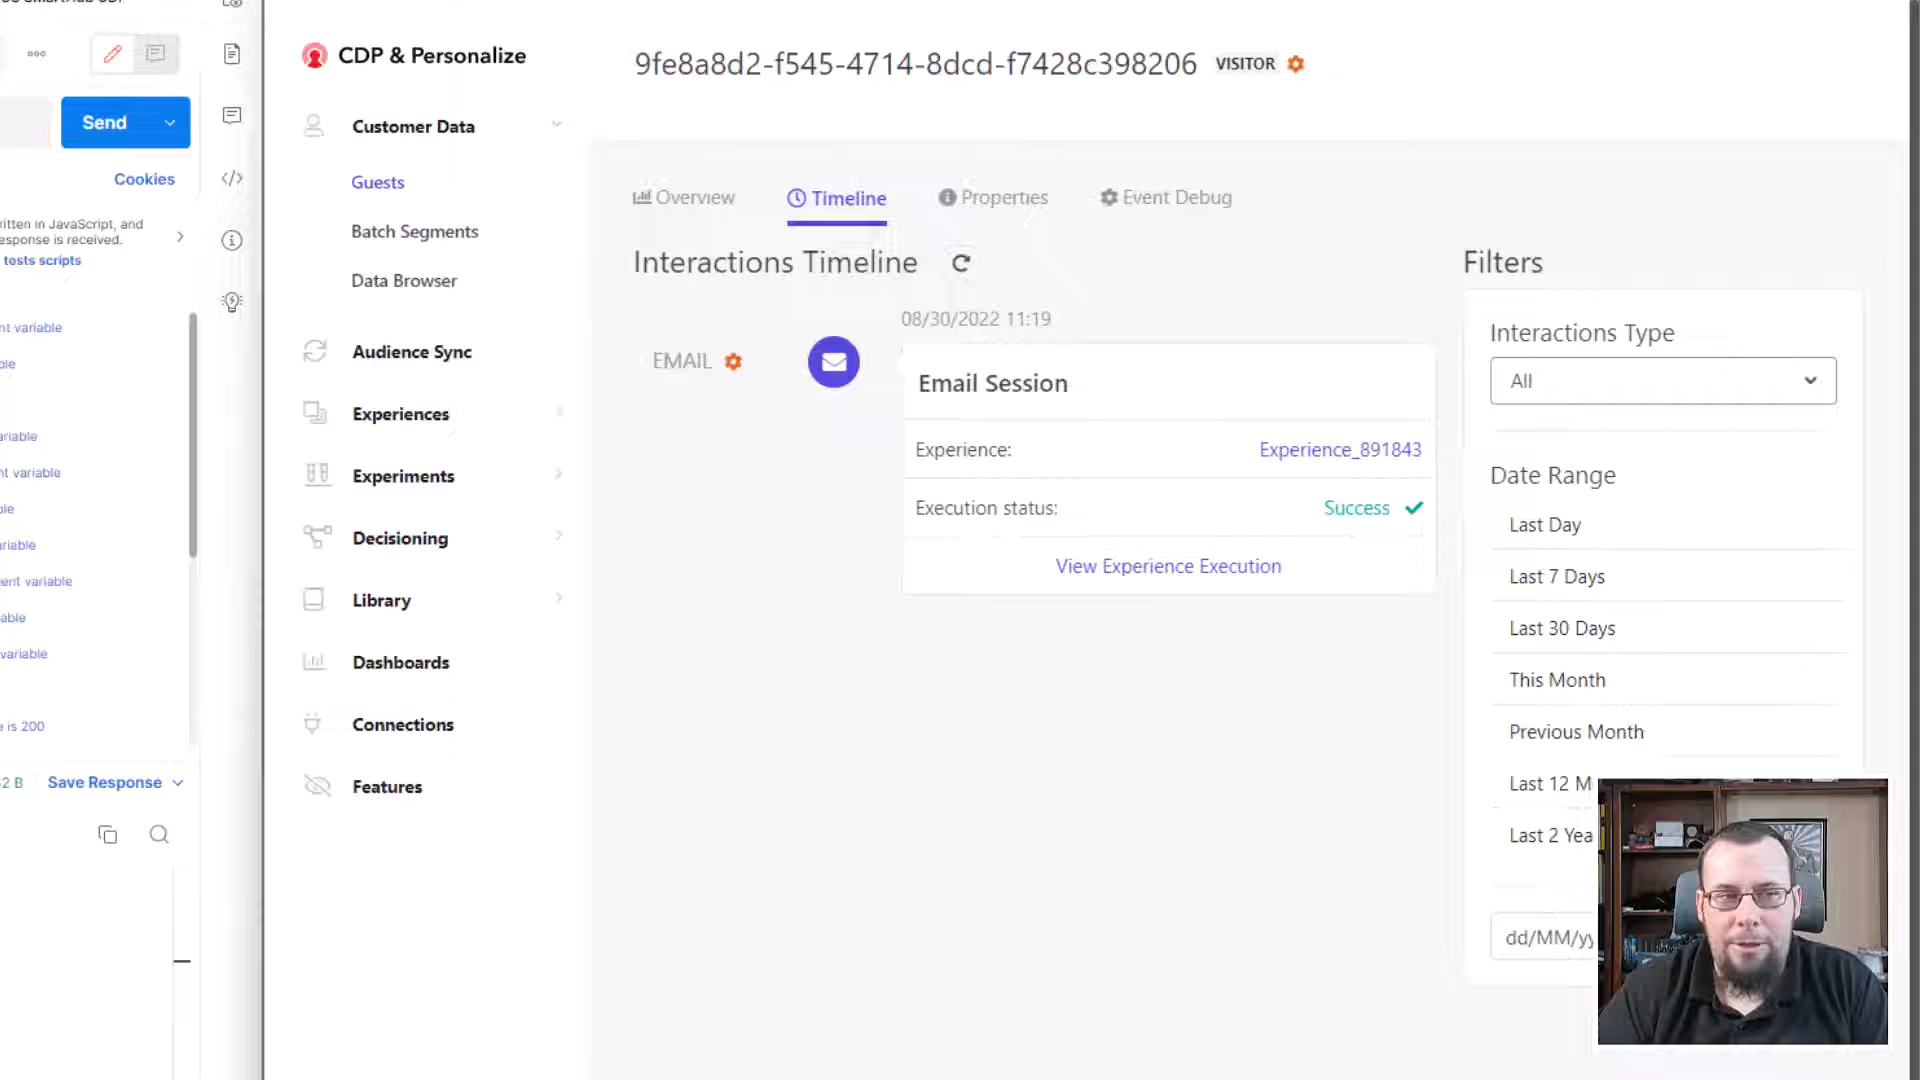 Send
Cookies
ritten in JavaScript, and
esponse is received.
tests scripts
nt variable
ble
ariable
nt variable
ble
ariable
ent variable
able
variable
e is 200
2 B
Save Response
CDP & Personalize
Customer Data
Guests
Batch Segments
Data Browser
Audience Sync
Experiences
Experiments
Decisioning
Library
Dashboards
Connections
Features
9fe8a8d2-f545-4714-8dcd-f7428c398206 VISITOR
Overview
Timeline
Properties
Event Debug
Interactions Timeline
08/30/2022 11:19
EMAIL
Email Session
Experience: Experience_891843
Execution status: Success
View Experience Execution
Filters
Interactions Type
All
Date Range
Last Day
Last 7 Days
Last 30 Days
This Month
Previous Month
Last 12 M
Last 2 Yea
dd/MM/yy